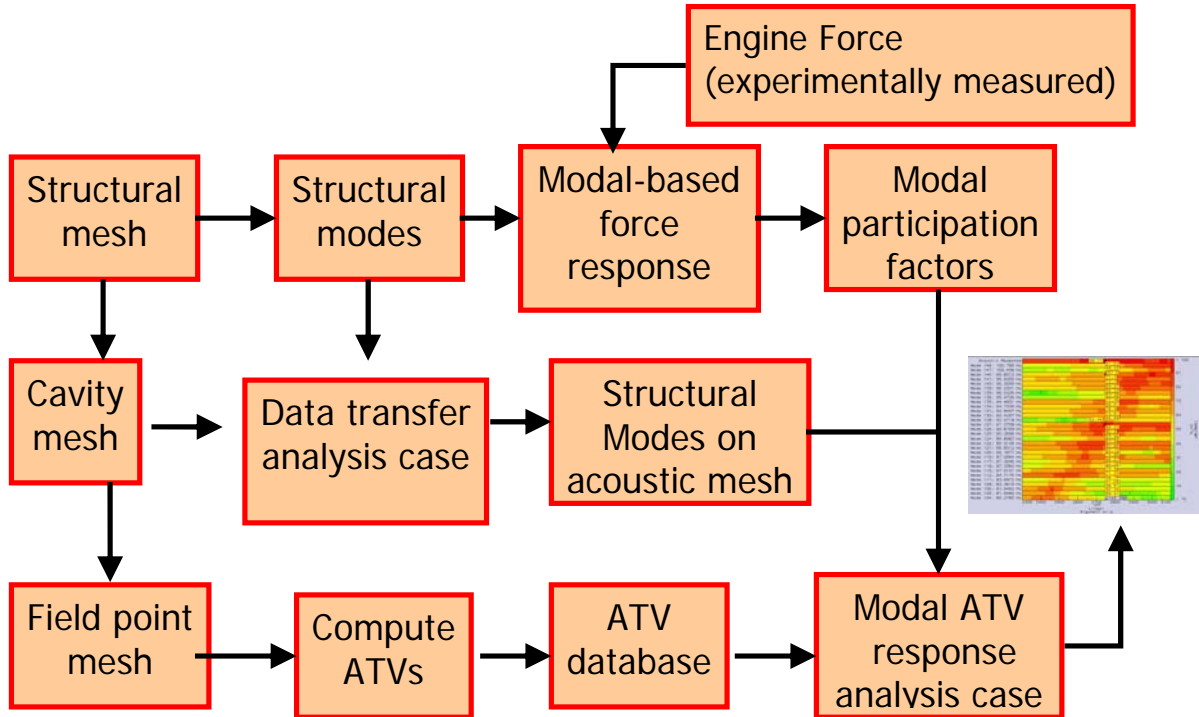 Engine Force
(experimentally measured)
Structural
mesh
Structural
modes
Modal-based
force
response
Modal
participation
factors
Cavity
mesh
Data transfer
analysis case
Structural
Modes on
acoustic mesh
Field point
mesh
Compute
ATVs
ATV
database
Modal ATV
response
analysis case